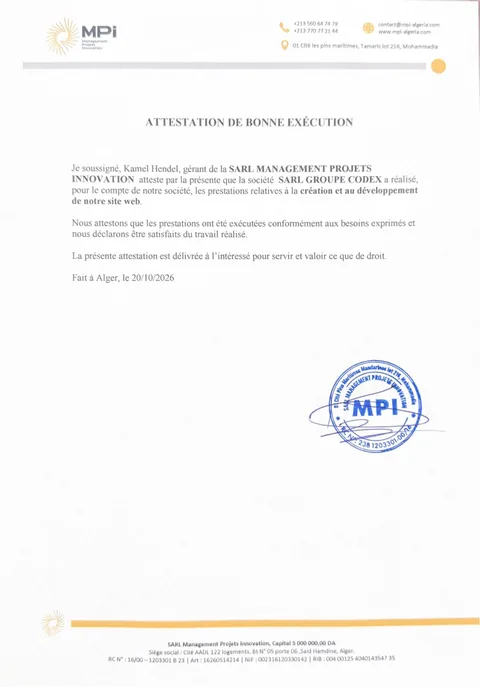 MPi
Management
Projets
Innovation
+213 560 64 74 79
+213 770 77 21 44
contact@mpi-algeria.com
www.mpi-algeria.com
01 Cité les pins maritimes, Tamaris lot 214, Mohammadia
ATTESTATION DE BONNE EXÉCUTION
Je soussigné, Kamel Hendel, gérant de la SARL MANAGEMENT PROJETS
INNOVATION atteste par la présente que la société SARL GROUPE CODEX a réalisé,
pour le compte de notre société, les prestations relatives à la création et au développement
de notre site web.
Nous attestons que les prestations ont été exécutées conformément aux besoins exprimés et
nous déclarons être satisfaits du travail réalisé.
La présente attestation est délivrée à l'intéressé pour servir et valoir ce que de droit.
Fait à Alger, le 20/10/2026
SARL MANAGEMENT PROJETS INNOVATION
MPI
SARL Management Projets Innovation, Capital 5 000 000,00 DA
Siège social : Cité AADL 122 logements, Bt N° 05 porte 06 ,Said Hamdine, Alger.
RC N° : 16/00 – 1203301 B 23 | Art : 16260514214 | NIF : 002316120330142 | RIB : 004 00125 4040143547 35